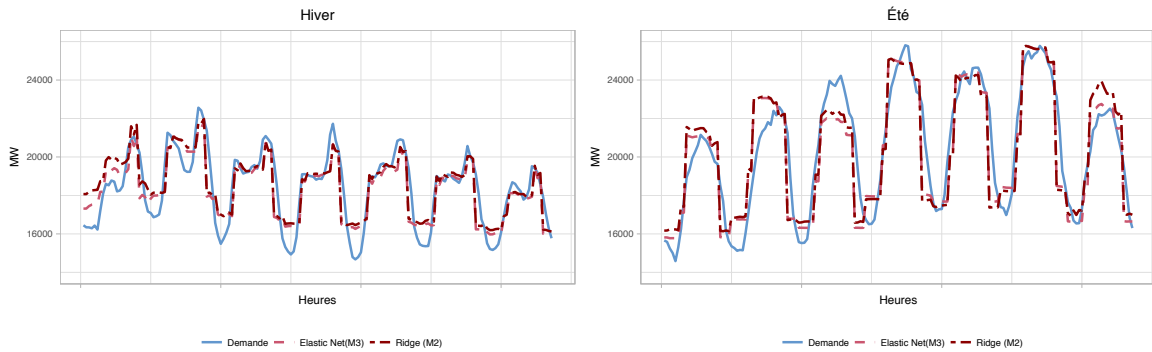 Hiver
24000
20000
16000
MW
Heures
Demande Elastic Net(M3) Ridge (M2)
Été
24000
20000
16000
MW
Heures
Demande Elastic Net(M3) Ridge (M2)